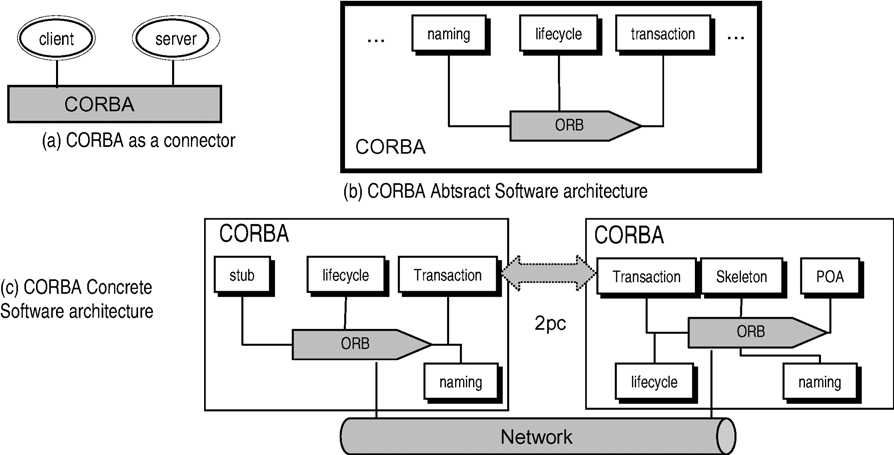 client server
CORBA
(a) CORBA as a connector
... naming lifecycle transaction ...
ORB
CORBA
(b) CORBA Abtsract Software architecture
(c) CORBA Concrete
Software architecture
CORBA
stub lifecycle Transaction
ORB
naming
2pc
CORBA
Transaction Skeleton POA
ORB
lifecycle naming
Network